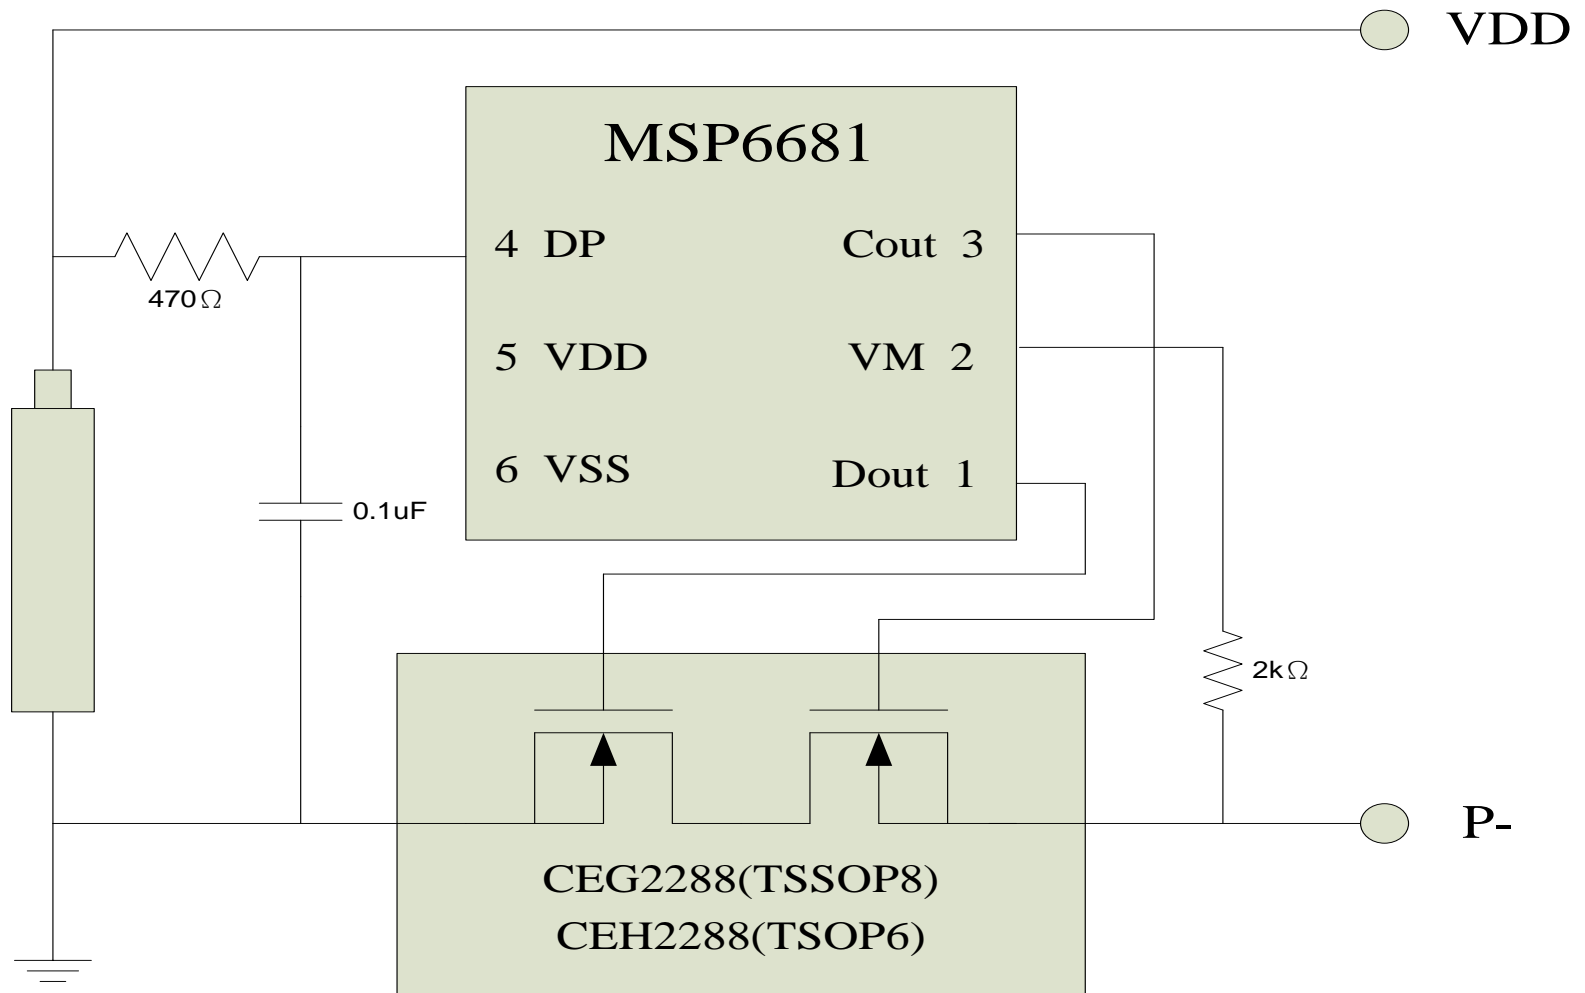 VDD
MSP6681
4 DP
Cout 3
470Ω
5 VDD
VM 2
6 VSS
Dout 1
0.1uF
2kΩ
P-
CEG2288(TSSOP8)
CEH2288(TSOP6)